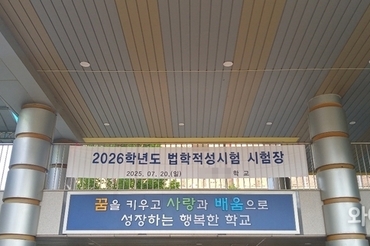 2026학년도 법학적성시험 시험장
2025. 07. 20.(일) 학교
꿈을 키우고 사랑과 배움으로
성장하는 행복한 학교